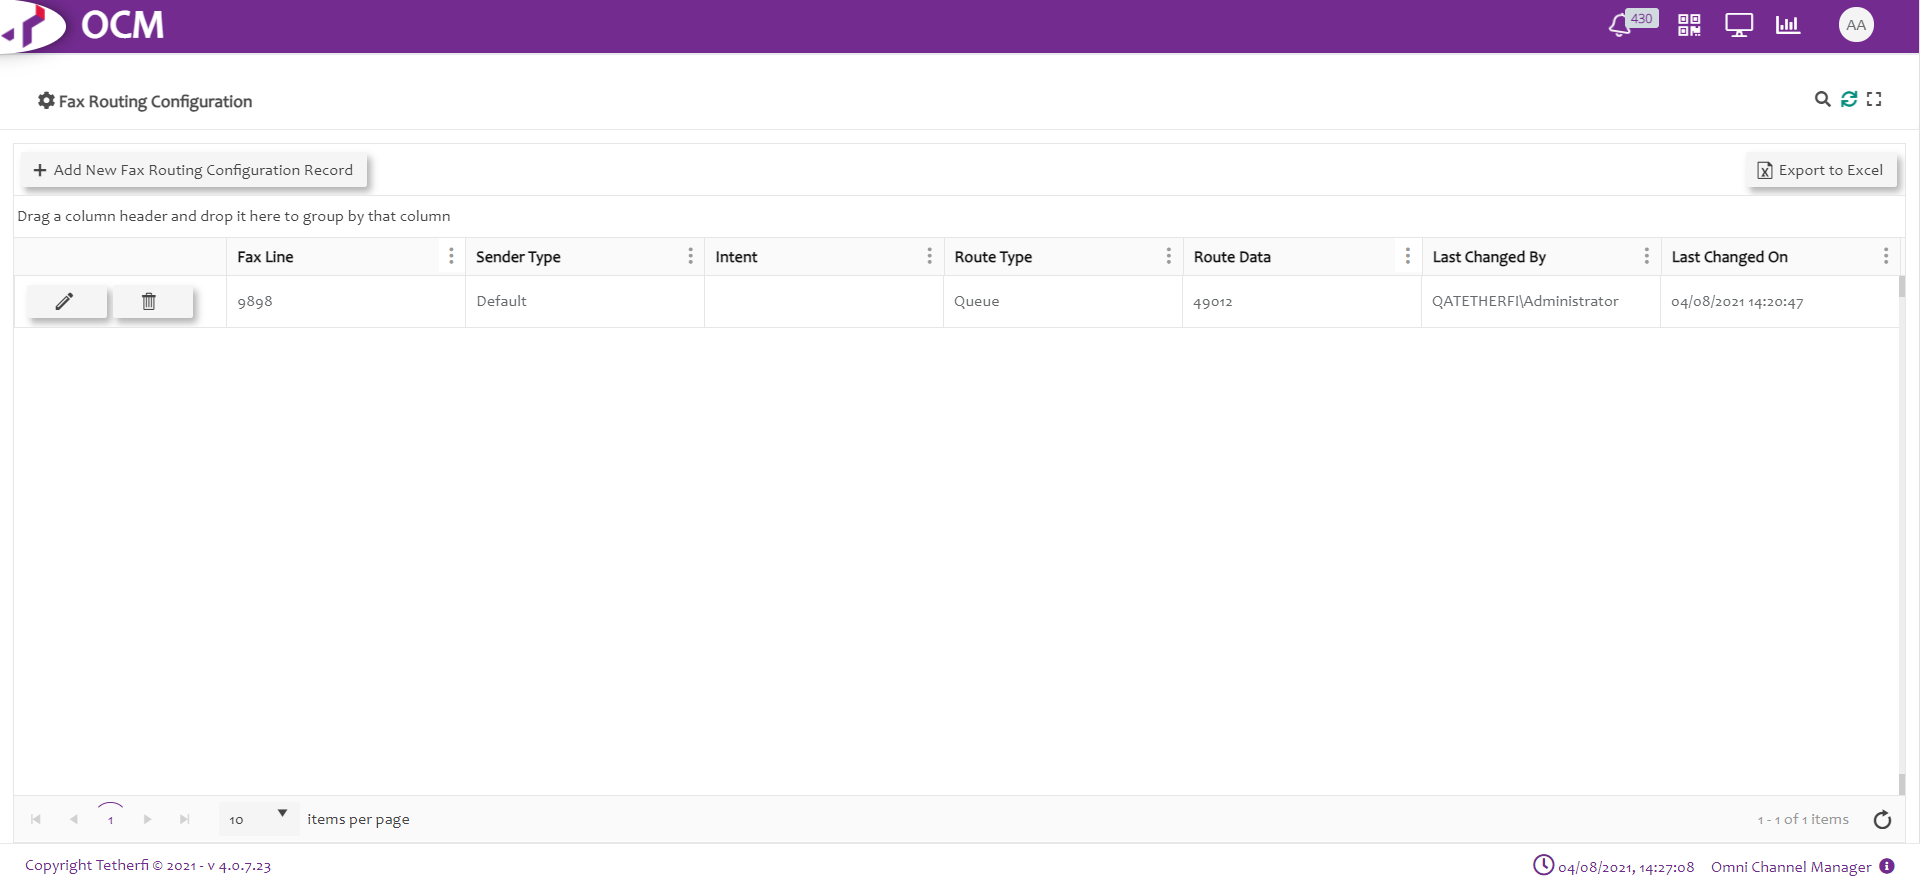 OCM
430
AA
Fax Routing Configuration
Add New Fax Routing Configuration Record
Export to Excel
Drag a column header and drop it here to group by that column
Fax Line Sender Type Intent Route Type Route Data Last Changed By Last Changed On
9898 Default Queue 49012 QATETHERFI\Administrator 04/08/2021 14:20:47
1 10 items per page 1 - 1 of 1 items
Copyright Tetherfi © 2021 - v 4.0.7.23 04/08/2021, 14:27:08 Omni Channel Manager